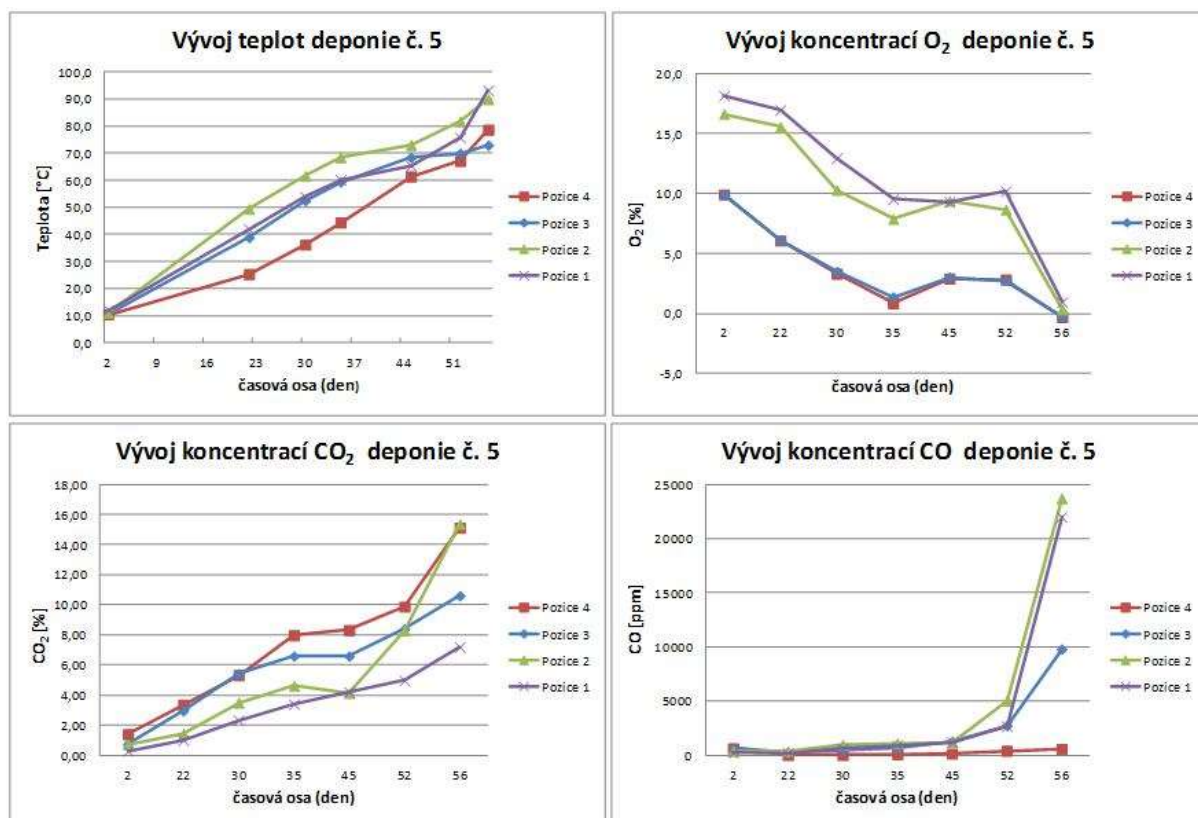 Vývoj teplot deponie č. 5
100,0
90,0
80,0
70,0
60,0
50,0
40,0
30,0
20,0
10,0
0,0
Teplota [°C]
2 9 16 23 30 37 44 51
časová osa (den)
Pozice 4
Pozice 3
Pozice 2
Pozice 1
Vývoj koncentrací O₂ deponie č. 5
20,0
15,0
10,0
5,0
0,0
-5,0
O₂ [%]
2 22 30 35 45 52 56
časová osa (den)
Pozice 4
Pozice 3
Pozice 2
Pozice 1
Vývoj koncentrací CO₂ deponie č. 5
18,00
16,00
14,00
12,00
10,00
8,00
6,00
4,00
2,00
0,00
CO₂ [%]
2 22 30 35 45 52 56
časová osa (den)
Pozice 4
Pozice 3
Pozice 2
Pozice 1
Vývoj koncentrací CO deponie č. 5
25000
20000
15000
10000
5000
0
CO [ppm]
2 22 30 35 45 52 56
časová osa (den)
Pozice 4
Pozice 3
Pozice 2
Pozice 1